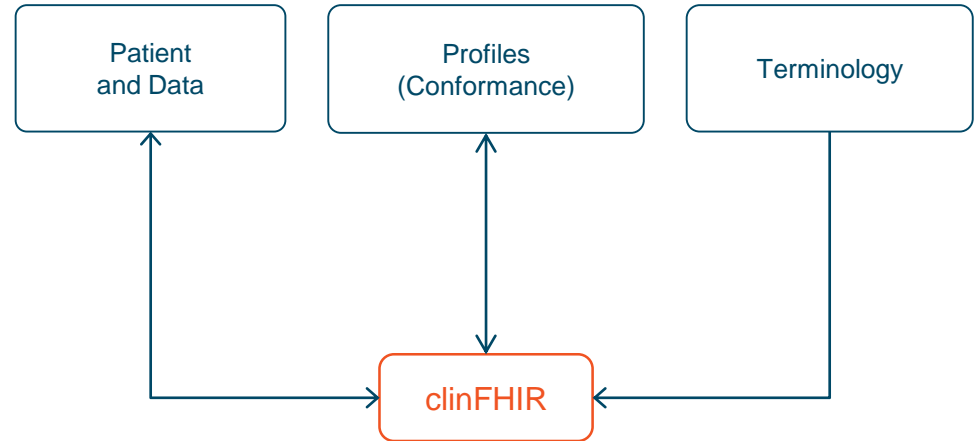 Patient
and Data
Profiles
(Conformance)
Terminology
clinFHIR